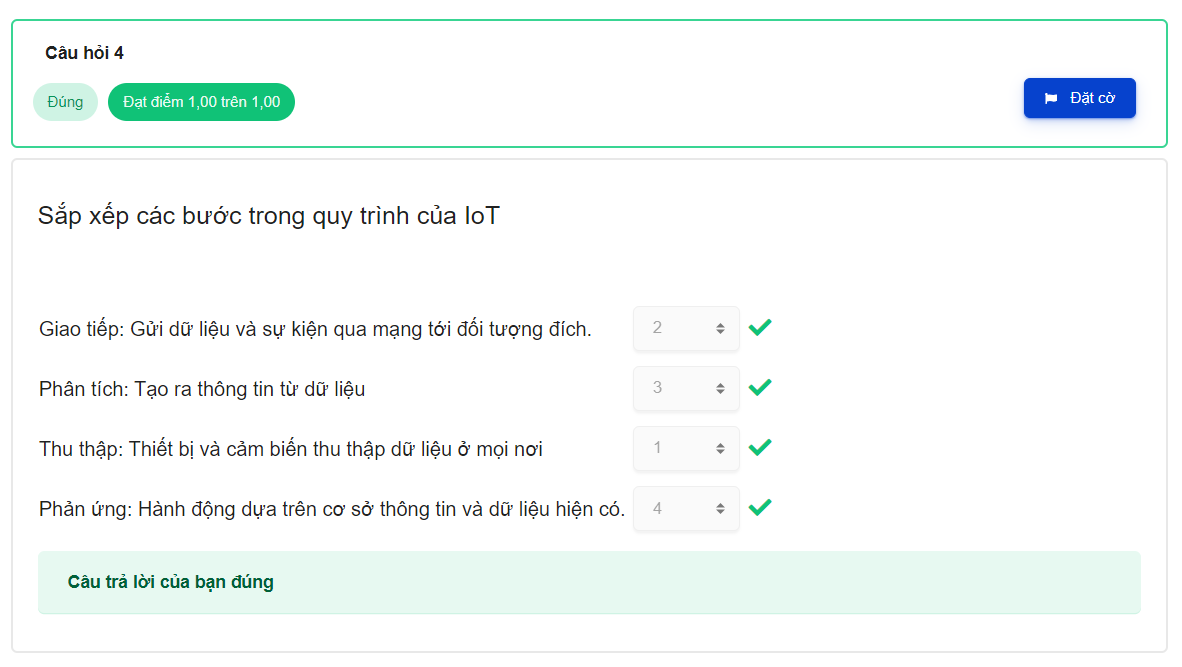 Câu hỏi 4
Đúng
Đạt điểm 1,00 trên 1,00
Đặt cờ
Sắp xếp các bước trong quy trình của IoT
Giao tiếp: Gửi dữ liệu và sự kiện qua mạng tới đối tượng đích. 2
Phân tích: Tạo ra thông tin từ dữ liệu 3
Thu thập: Thiết bị và cảm biến thu thập dữ liệu ở mọi nơi 1
Phản ứng: Hành động dựa trên cơ sở thông tin và dữ liệu hiện có. 4
Câu trả lời của bạn đúng